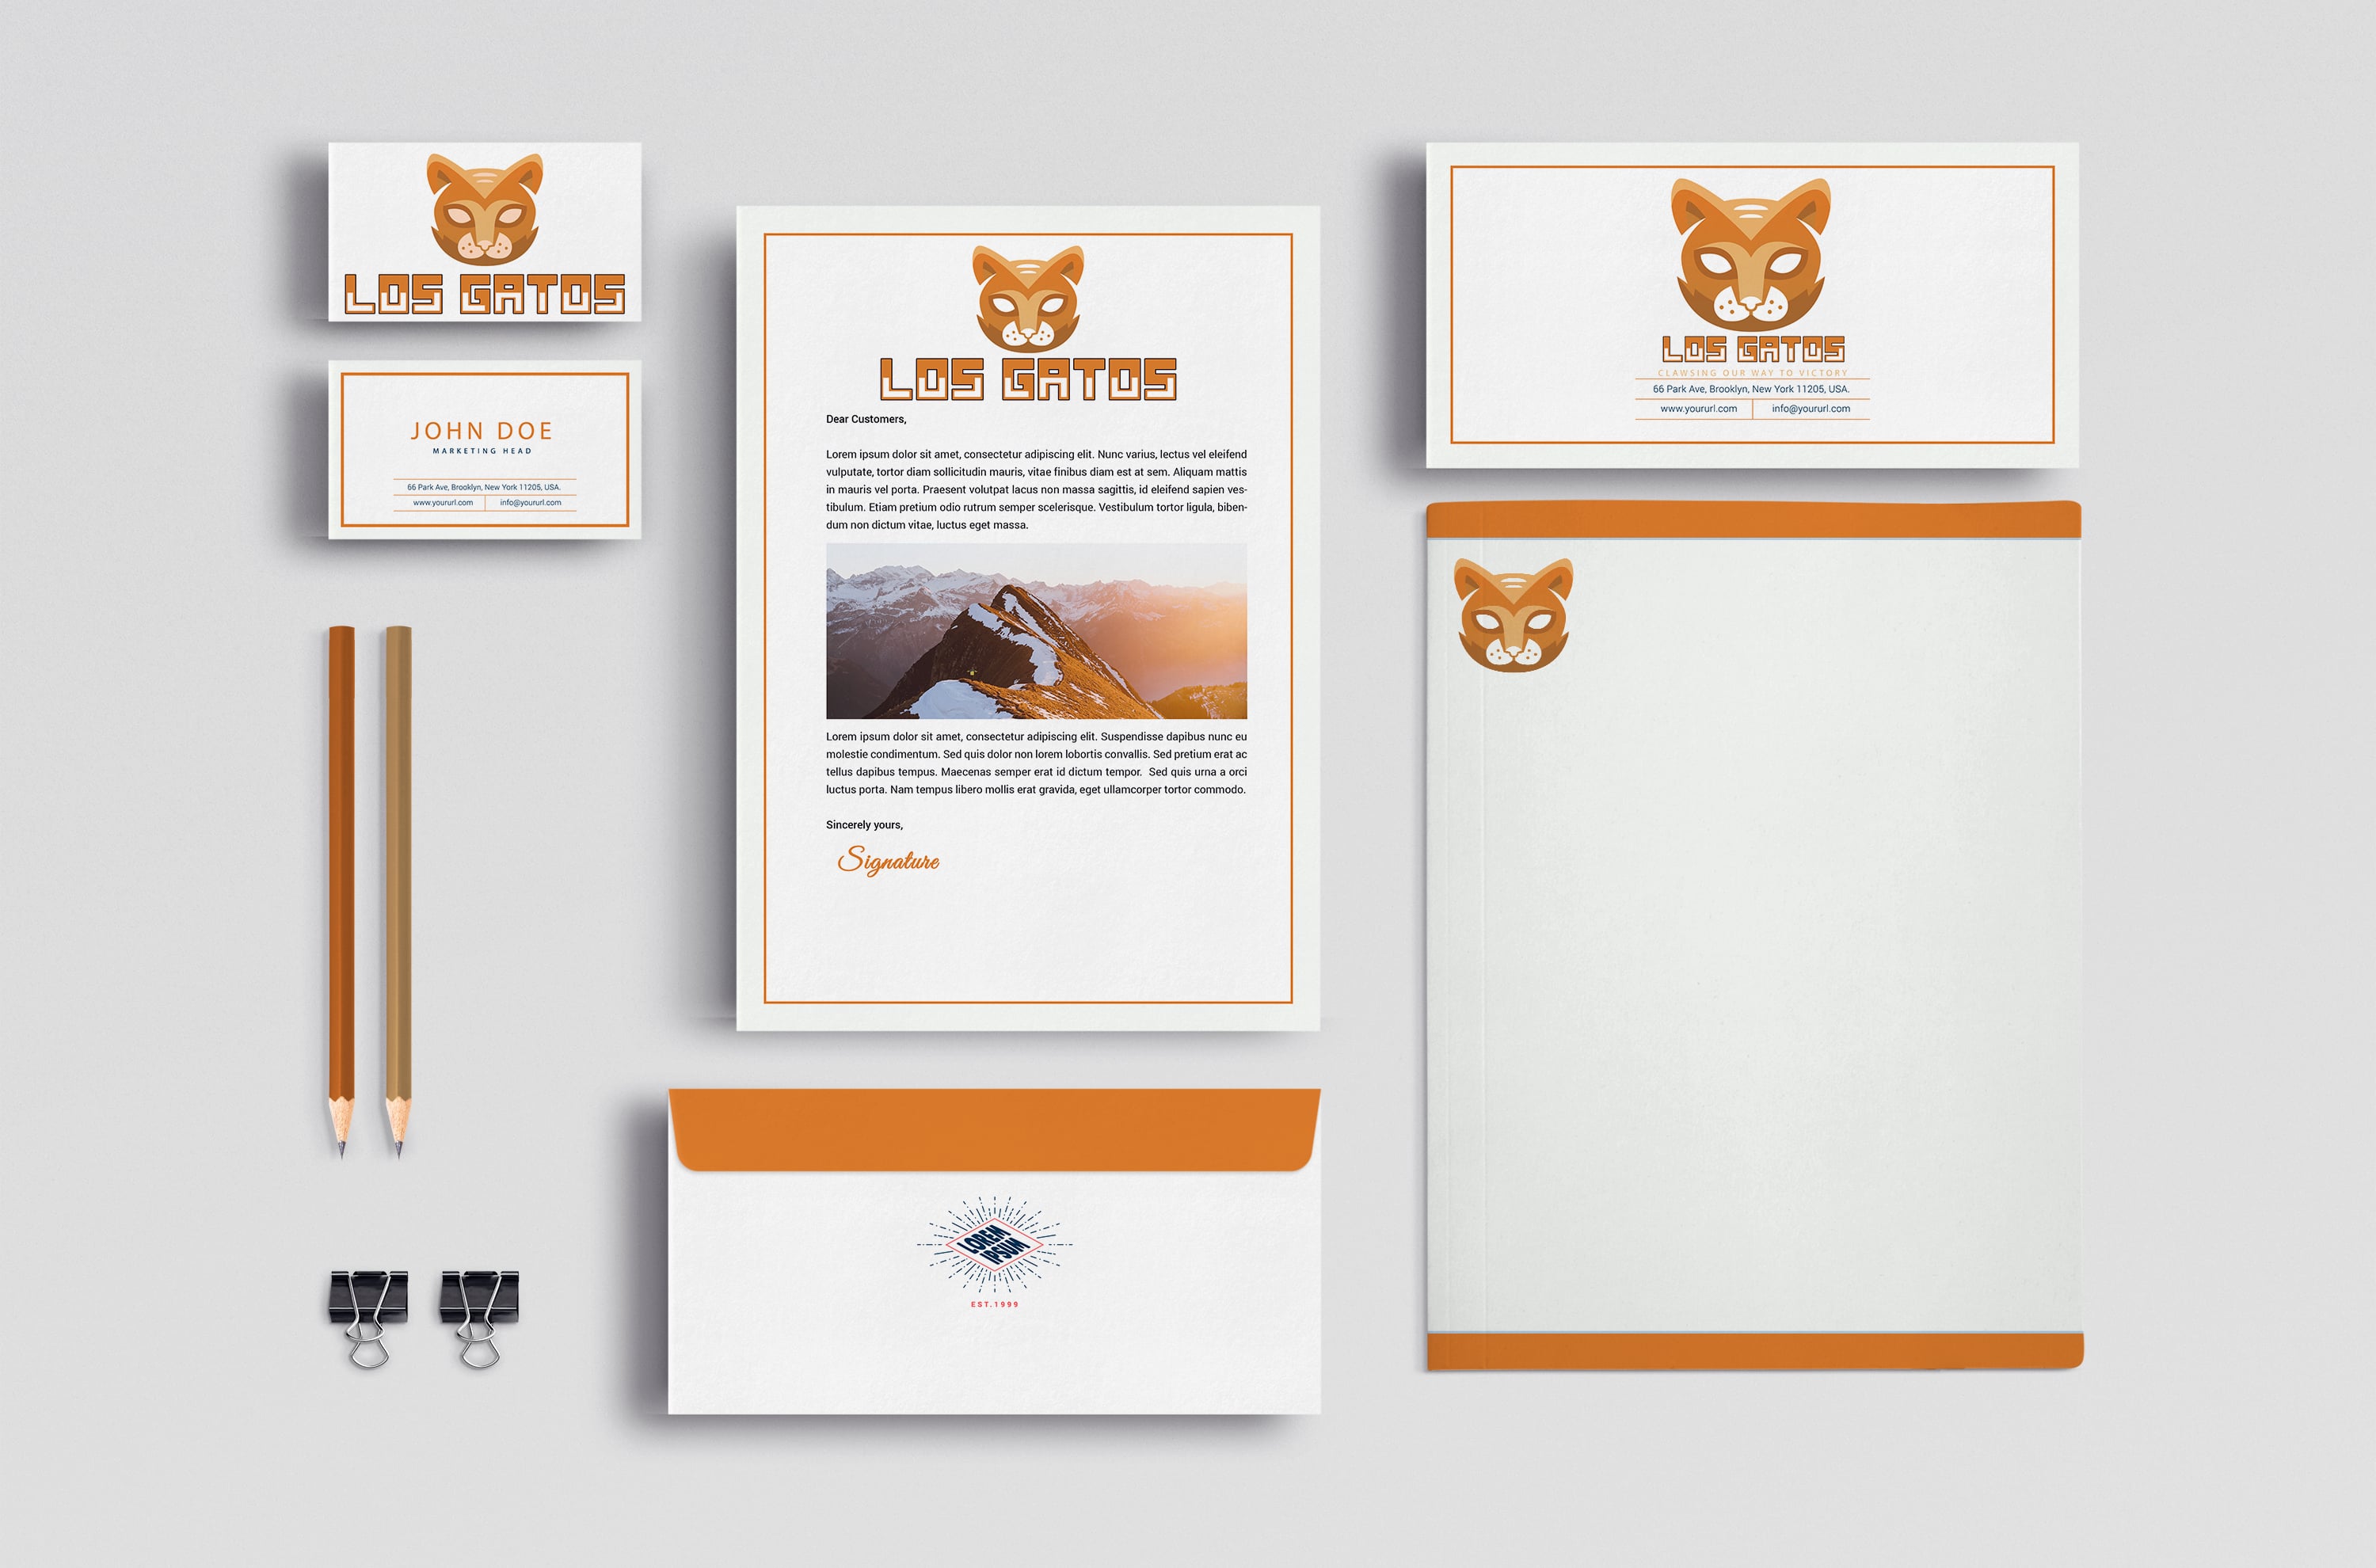 LOS GATOS
JOHN DOE
MARKETING HEAD
66 Park Ave, Brooklyn, New York 11205, USA.
www.yoururl.com
info@yoururl.com
LOS GATOS
Dear Customers,
Lorem ipsum dolor sit amet, consectetur adipiscing elit. Nunc varius, lectus vel eleifend
vulputate, tortor diam sollicitudin mauris, vitae finibus diam est at sem. Aliquam mattis
in mauris vel porta. Praesent volutpat lacus non massa sagittis, id eleifend sapien ves-
tibulum. Etiam pretium odio rutrum semper scelerisque. Vestibulum tortor ligula, biben-
dum non dictum vitae, luctus eget massa.
Lorem ipsum dolor sit amet, consectetur adipiscing elit. Suspendisse dapibus nunc eu
molestie condimentum. Sed quis dolor non lorem lobortis convallis. Sed pretium erat ac
tellus dapibus tempus. Maecenas semper erat id dictum tempor.  Sed quis urna a orci
luctus porta. Nam tempus libero mollis erat gravida, eget ullamcorper tortor commodo.
Sincerely yours,
Signature
LOREM
IPSUM
EST.1999
LOS GATOS
CLAWSING OUR WAY TO VICTORY
66 Park Ave, Brooklyn, New York 11205, USA.
www.yoururl.com
info@yoururl.com